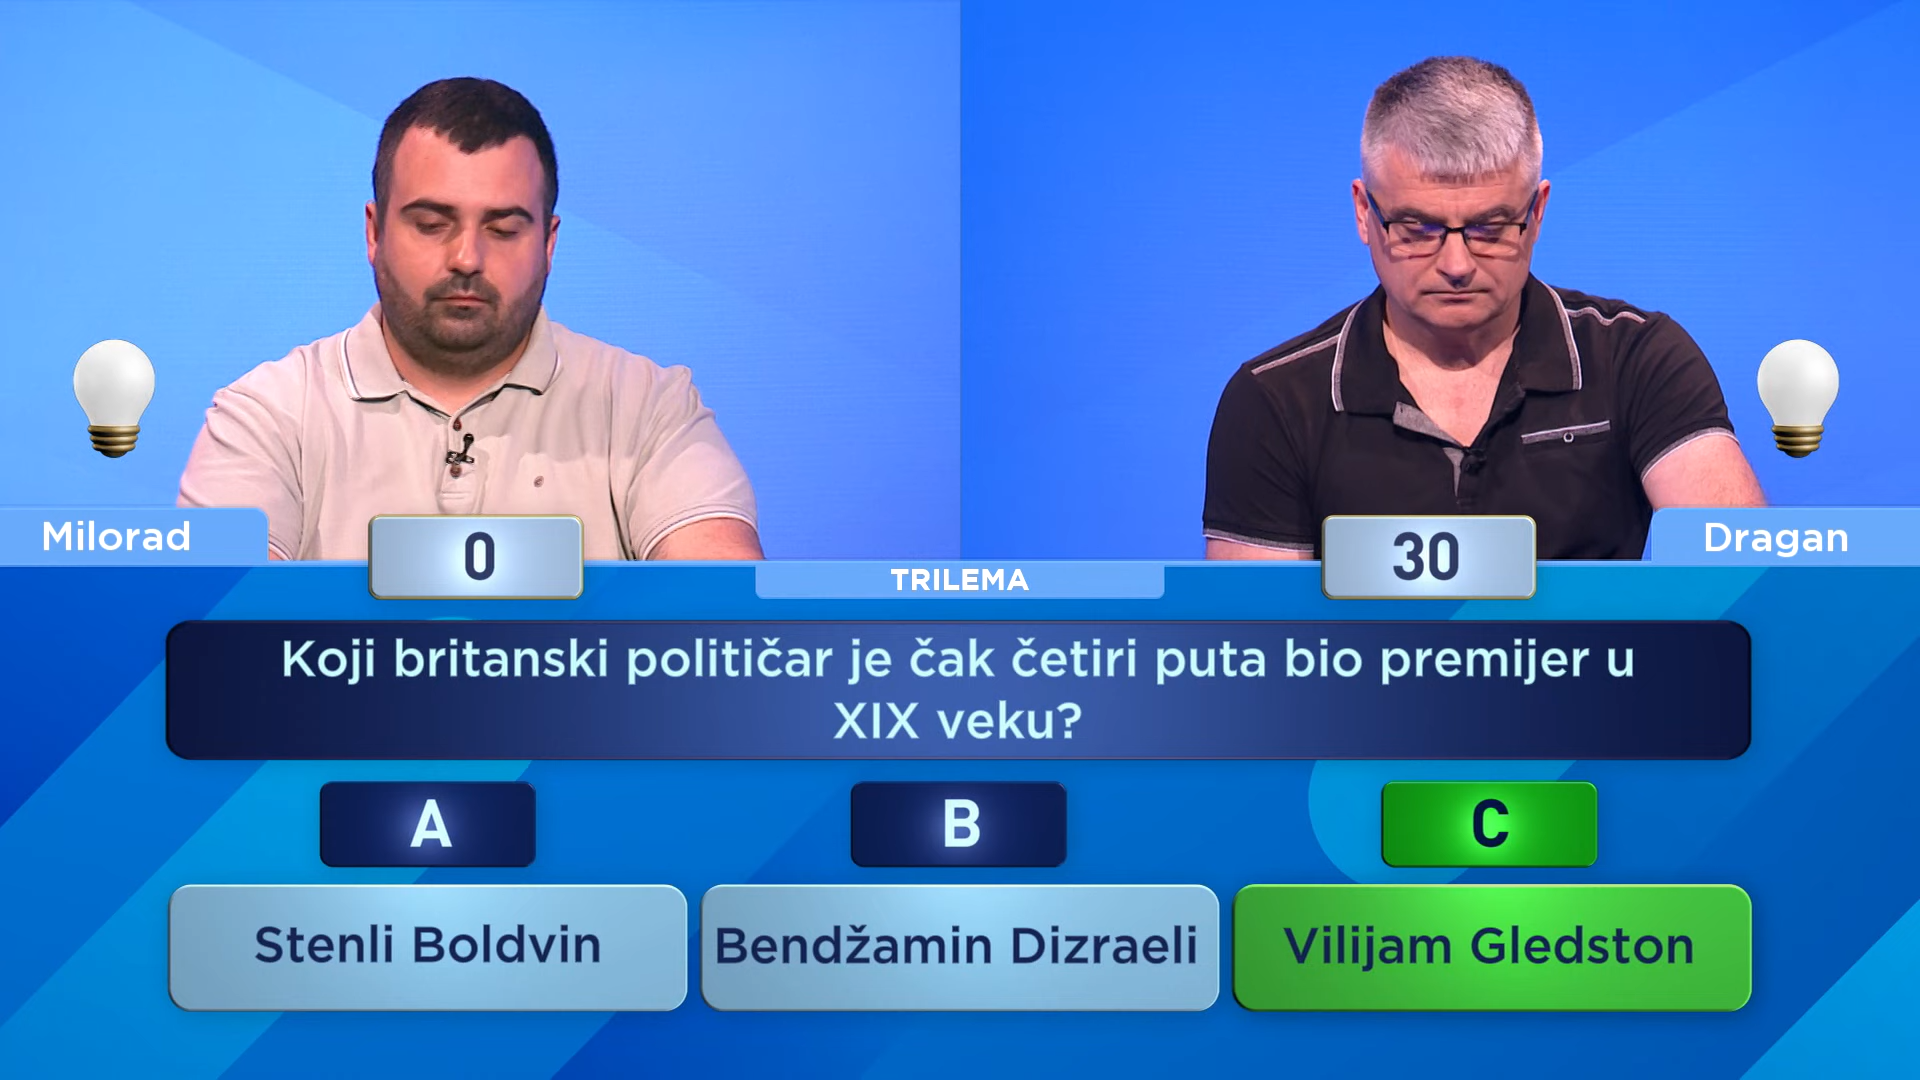 Milorad
0
TRILEMA
30
Dragan
Koji britanski političar je čak četiri puta bio premijer u
XIX veku?
A
B
C
Stenli Boldvin
Bendžamin Dizraeli
Vilijam Gledston